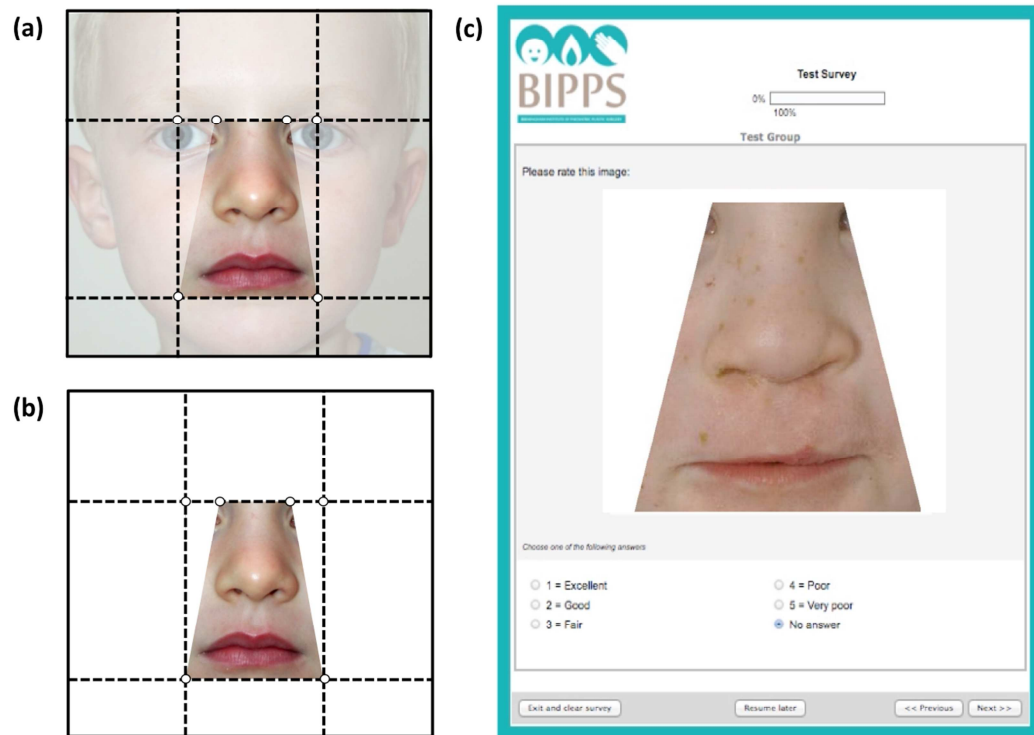 (a)
(b)
(c)
BIPPS
Test Survey
0%
100%
Test Group
Please rate this image:
Choose one of the following answers
1 = Excellent
2 = Good
3 = Fair
4 = Poor
5 = Very poor
No answer
Exit and clear survey
Resume later
<< Previous
Next >>